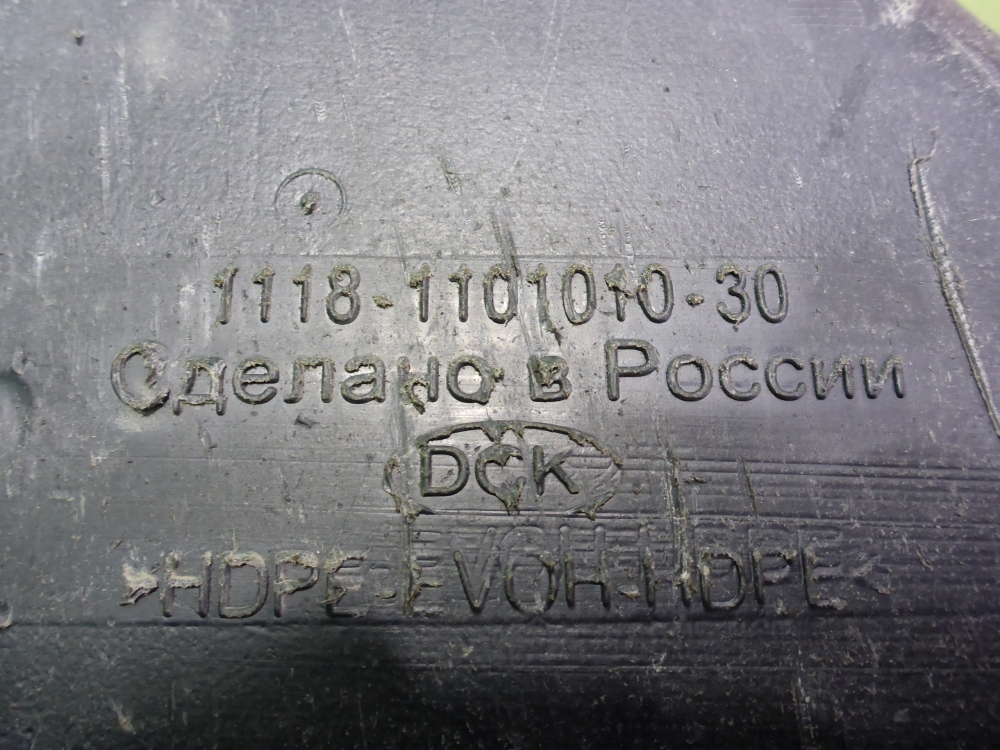 1118-1101010-30
Сделано в России
DCK
>HDPE-EVOH-HDPE<